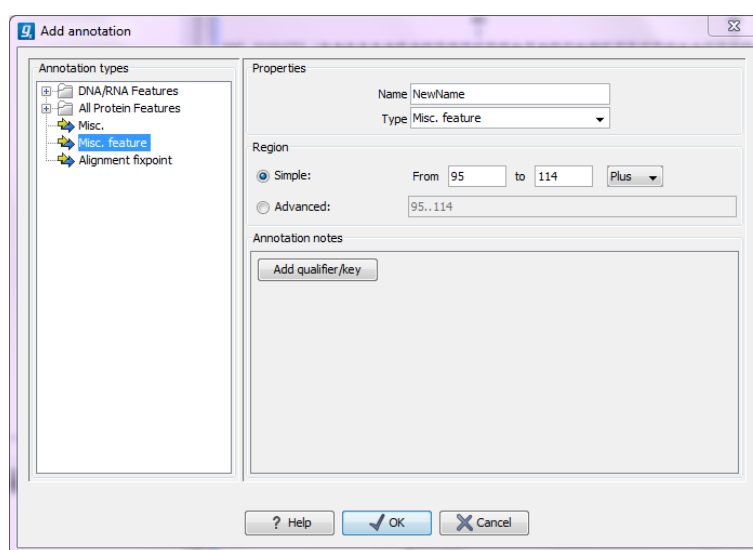 Add annotation
Annotation types
DNA/RNA Features
All Protein Features
Misc.
Misc. feature
Alignment fixpoint
Properties
Name NewName
Type Misc. feature
Region
Simple: From 95 to 114 Plus
Advanced: 95..114
Annotation notes
Add qualifier/key
? Help OK Cancel